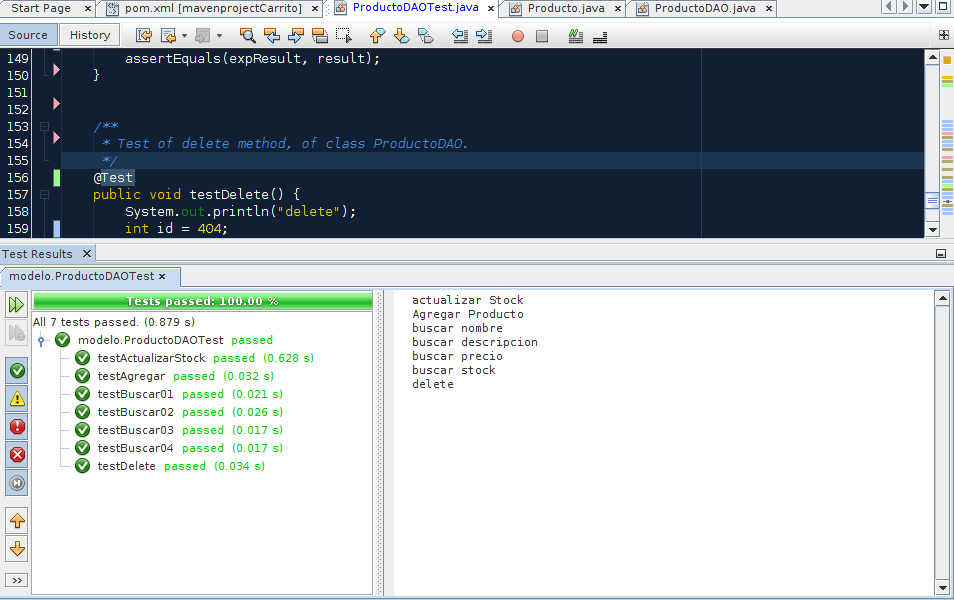 Start Page
pom.xml [mavenprojectCarrito]
ProductoDAOTest.java
Producto.java
ProductoDAO.java
Source
History
149 assertEquals(expResult, result);
150 }
151
152
153 /**
154 * Test of delete method, of class ProductoDAO.
155 */
156 @Test
157 public void testDelete() {
158 System.out.println("delete");
159 int id = 404;
Test Results
modelo.ProductoDAOTest
Tests passed: 100.00 %
All 7 tests passed. (0.879 s)
modelo.ProductoDAOTest passed
testActualizarStock passed (0.628 s)
testAgregar passed (0.032 s)
testBuscar01 passed (0.021 s)
testBuscar02 passed (0.026 s)
testBuscar03 passed (0.017 s)
testBuscar04 passed (0.017 s)
testDelete passed (0.034 s)
actualizar Stock
Agregar Producto
buscar nombre
buscar descripcion
buscar precio
buscar stock
delete